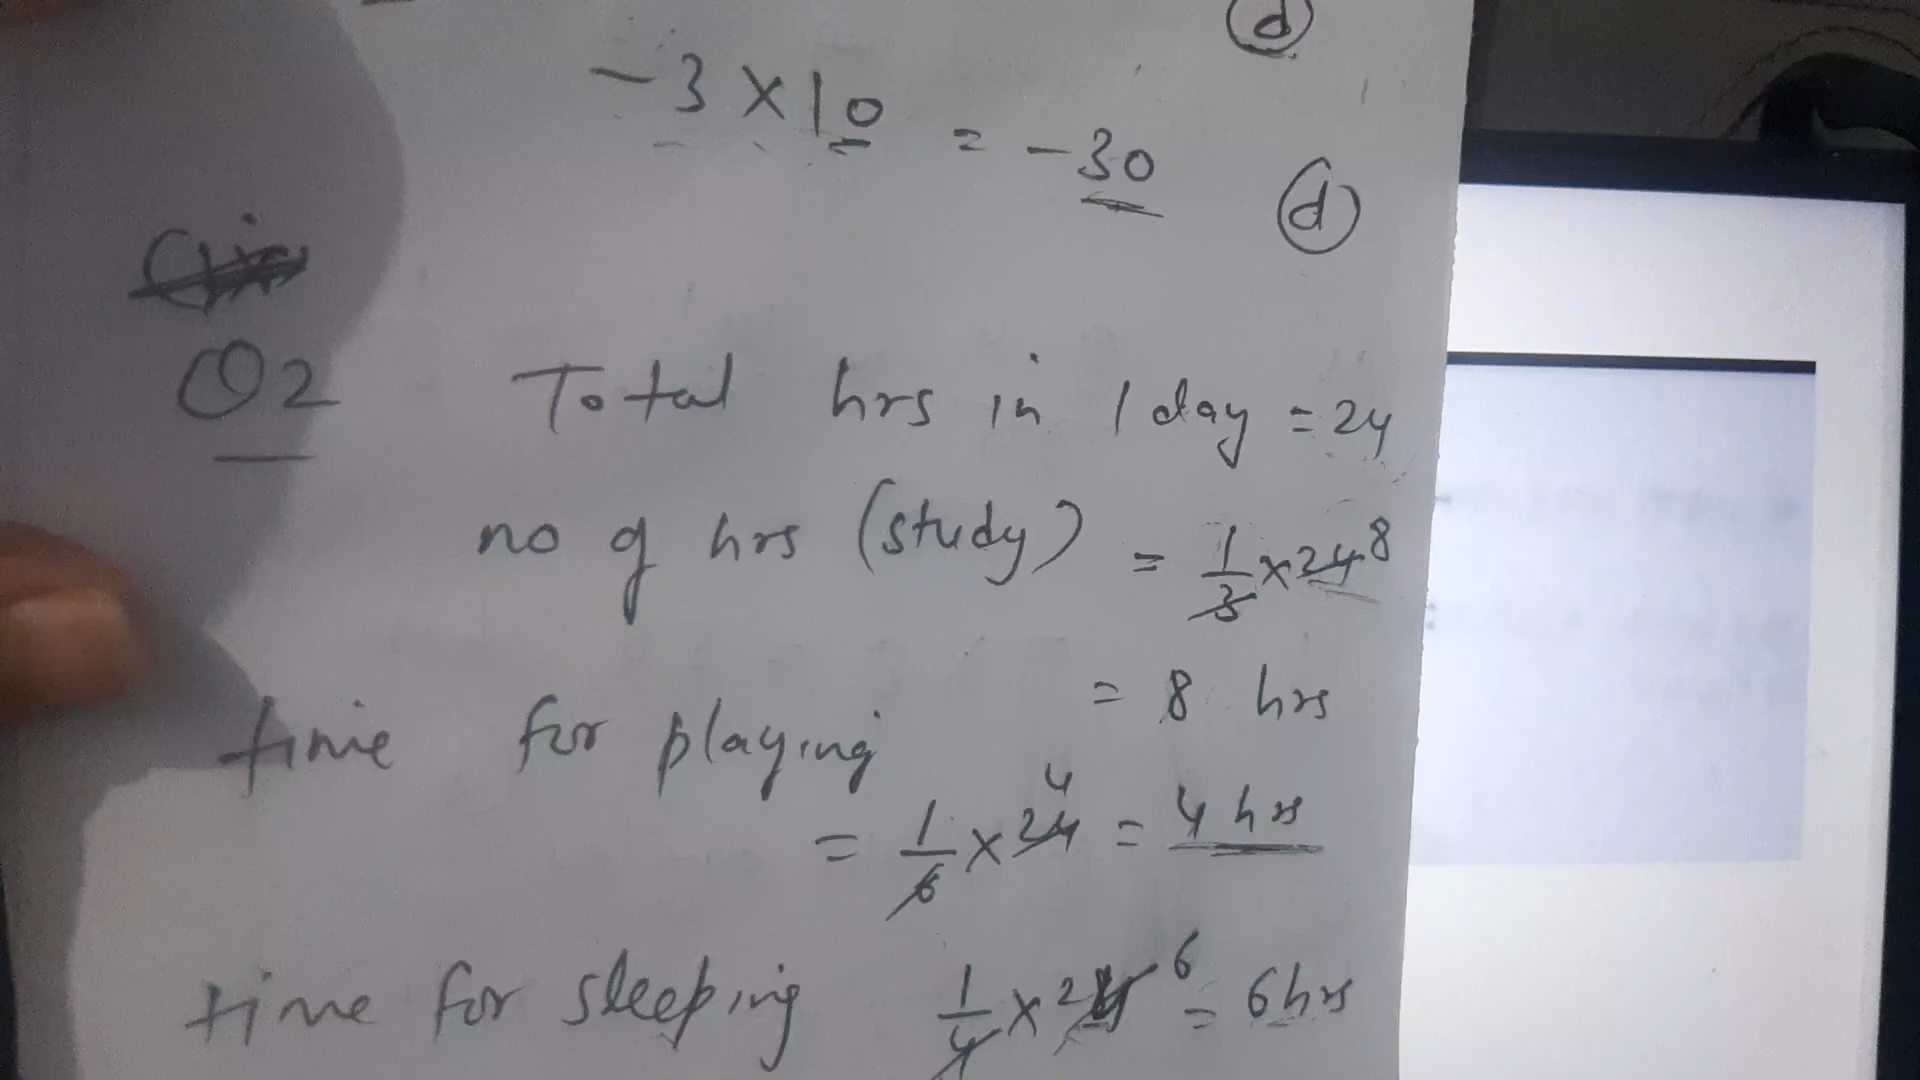 (d)
-3 × 10 = -30
(d)
Q2 Total hrs in 1 day = 24
no of hrs (study) = 1/3 × 24 8
= 8 hrs
time for playing
= 1/6 × 24 4 = 4 hrs
time for sleeping 1/4 × 24 6 = 6 hrs